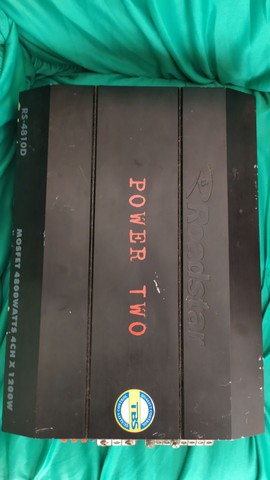 Roadstar
POWER TWO
RS-4810D
MOSFET 4800WATTS 4CH X 1200W
TBS